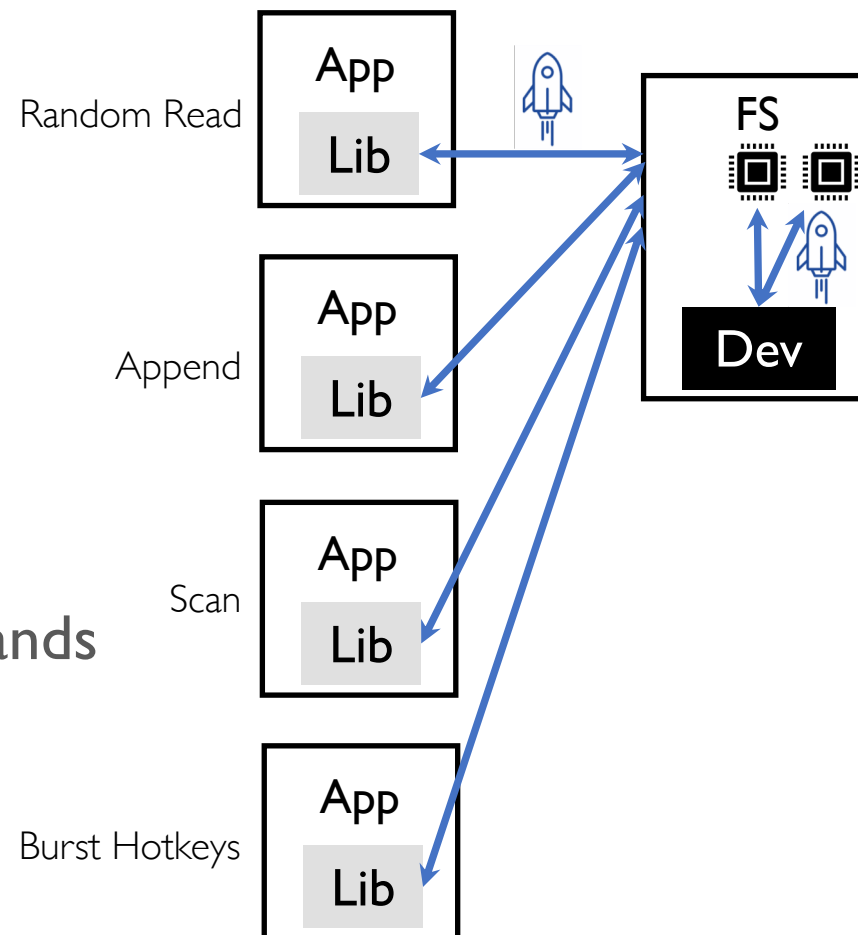 App
Random Read
Lib
FS
App
Append
Lib
Dev
App
Scan
Lib
App
Burst Hotkeys
Lib